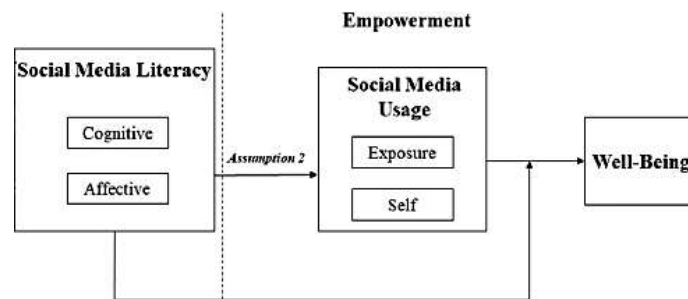 Empowerment
Social Media Literacy
Cognitive
Affective
Assumption 2
Social Media
Usage
Exposure
Self
Well-Being